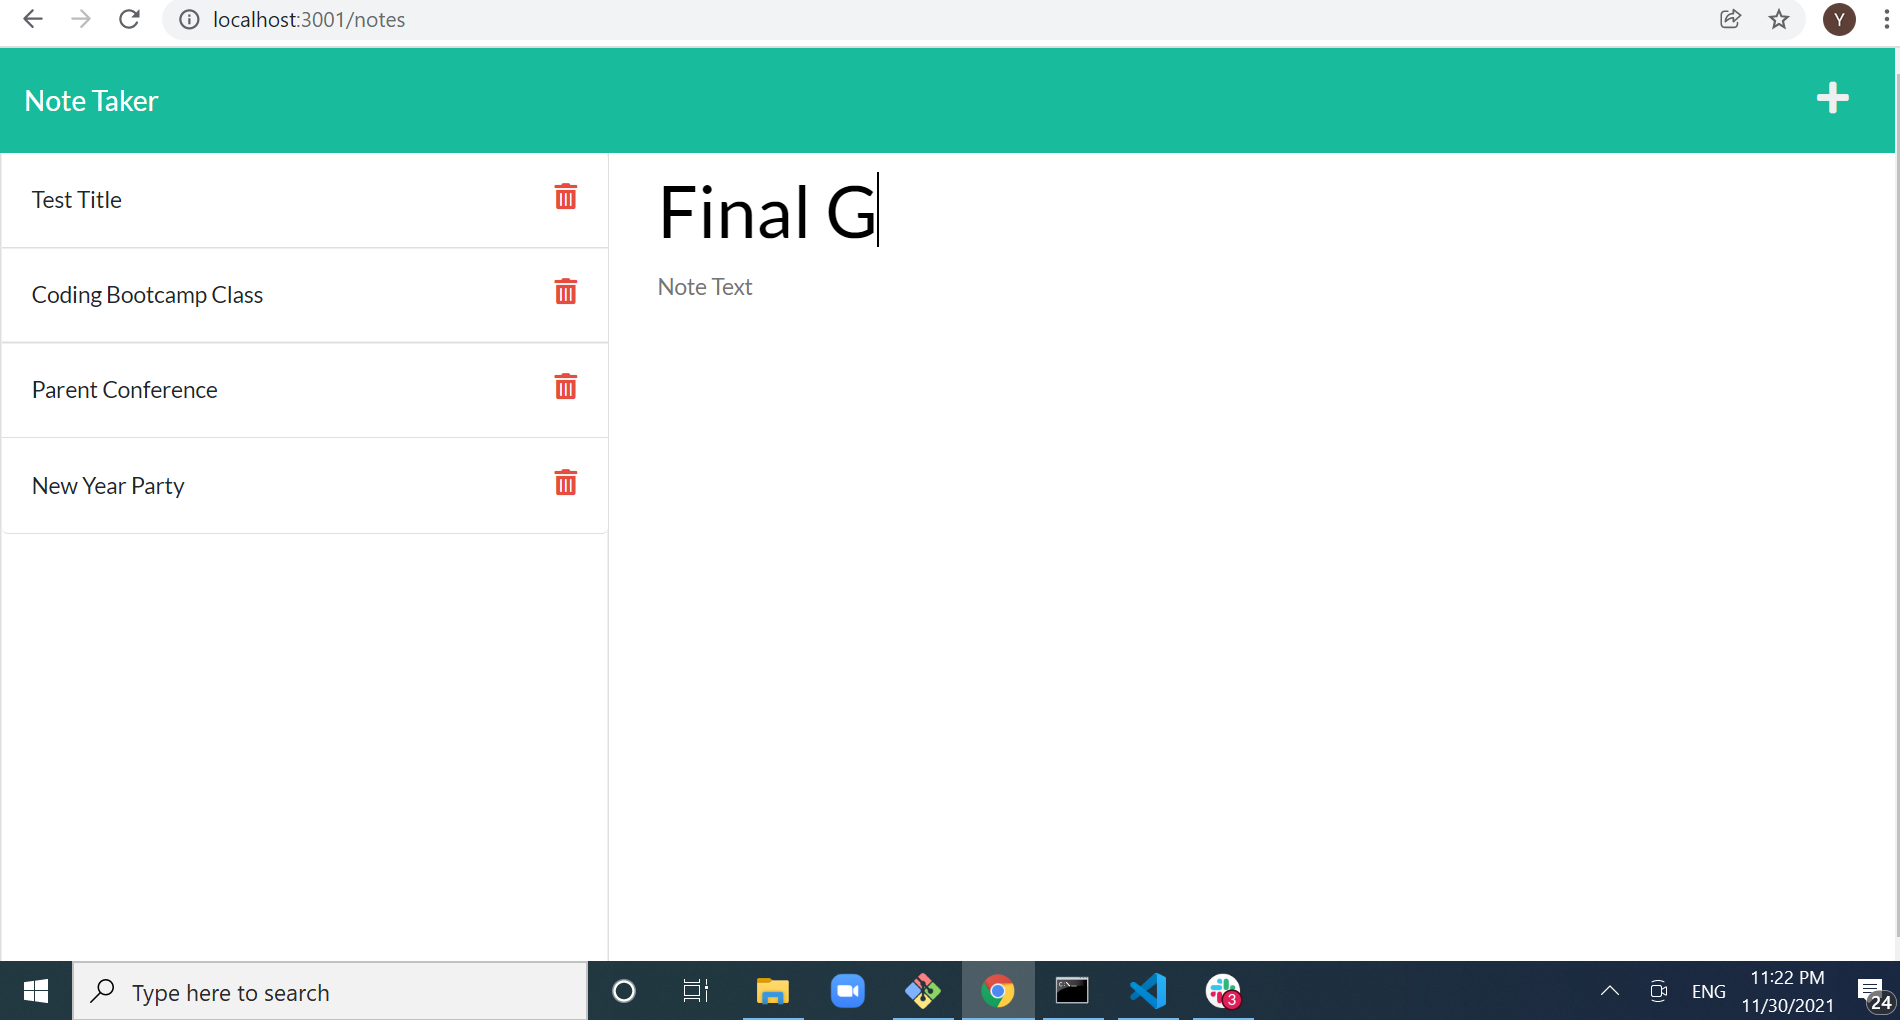 localhost:3001/notes
Y
Note Taker
Test Title
Coding Bootcamp Class
Parent Conference
New Year Party
Final G
Note Text
Type here to search
3
ENG
11:22 PM
11/30/2021
24